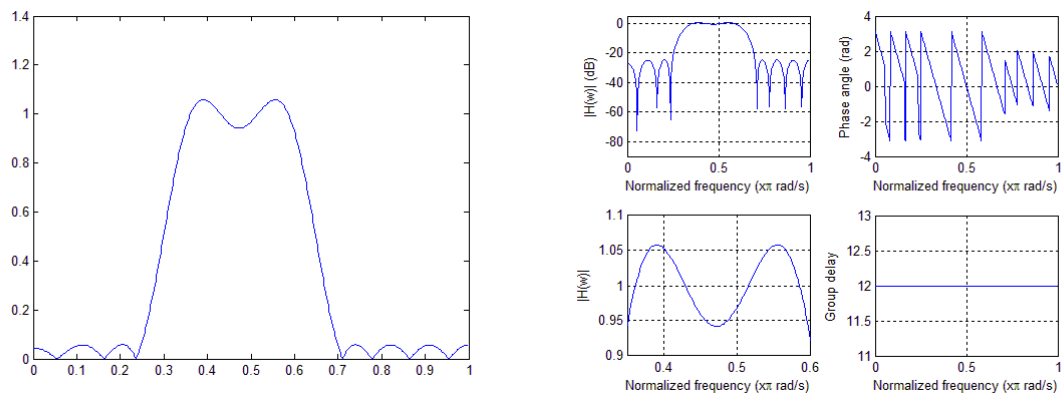 1.4
1.2
1
0.8
0.6
0.4
0.2
0
0 0.1 0.2 0.3 0.4 0.5 0.6 0.7 0.8 0.9 1
|H(w)| (dB)
0
-20
-40
-60
-80
0 0.5 1
Normalized frequency (xπ rad/s)
Phase angle (rad)
4
2
0
-2
-4
0 0.5 1
Normalized frequency (xπ rad/s)
|H(w)|
1.1
1.05
1
0.95
0.9
0.4 0.5 0.6
Normalized frequency (xπ rad/s)
Group delay
13
12.5
12
11.5
11
0 0.5 1
Normalized frequency (xπ rad/s)